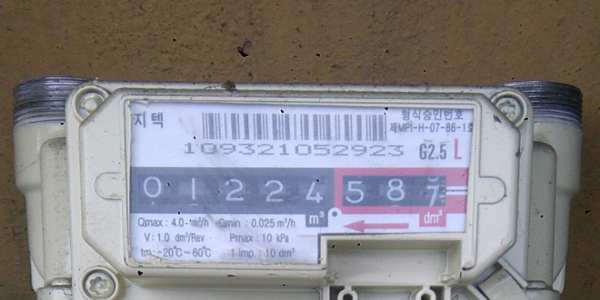 지텍
형식승인번호
제MPI-H-07-86-1호
109321052923 G2.5 L
0 1 2 2 4 5 8 7
m³ dm³
Qmax : 4.0 m³/h Qmin : 0.025 m³/h
V : 1.0 dm³/Rev Pmax : 10 kPa
tm : -20℃~60℃ 1 imp : 10 dm³